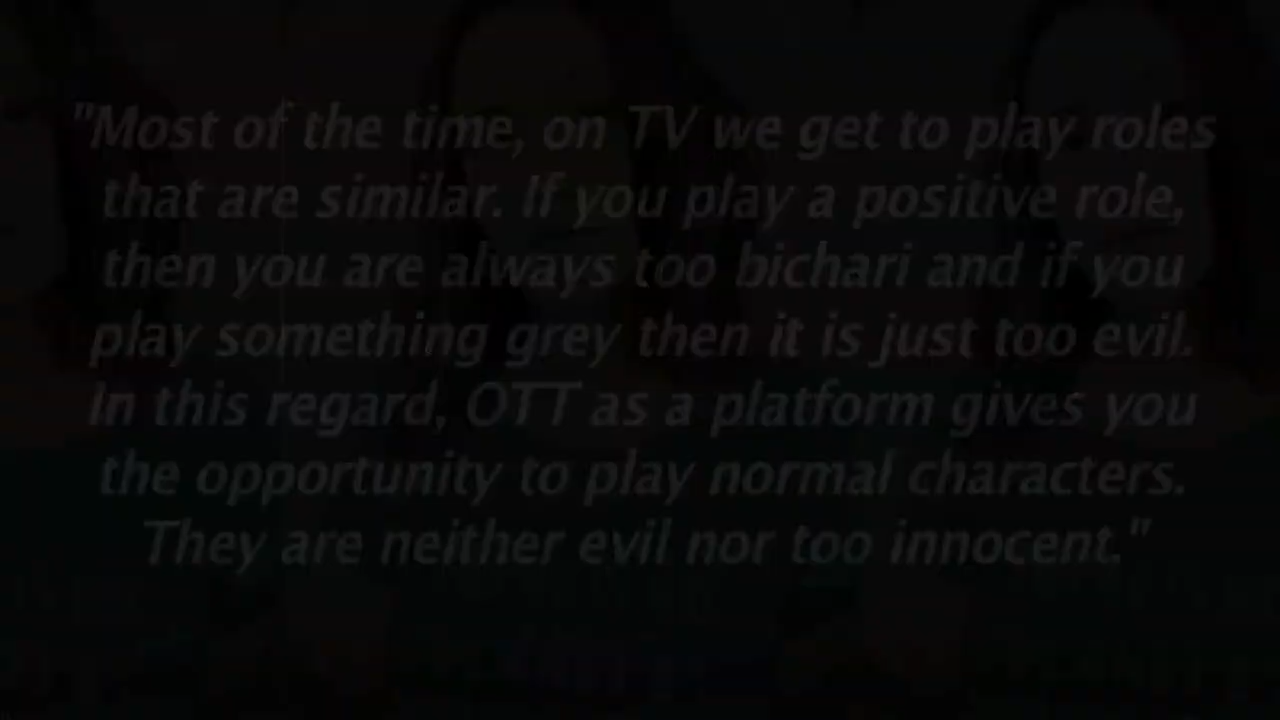 "Most of the time, on TV we get to play roles
that are similar. If you play a positive role,
then you are always too bichari and if you
play something grey then it is just too evil.
In this regard, OTT as a platform gives you
the opportunity to play normal characters.
They are neither evil nor too innocent."